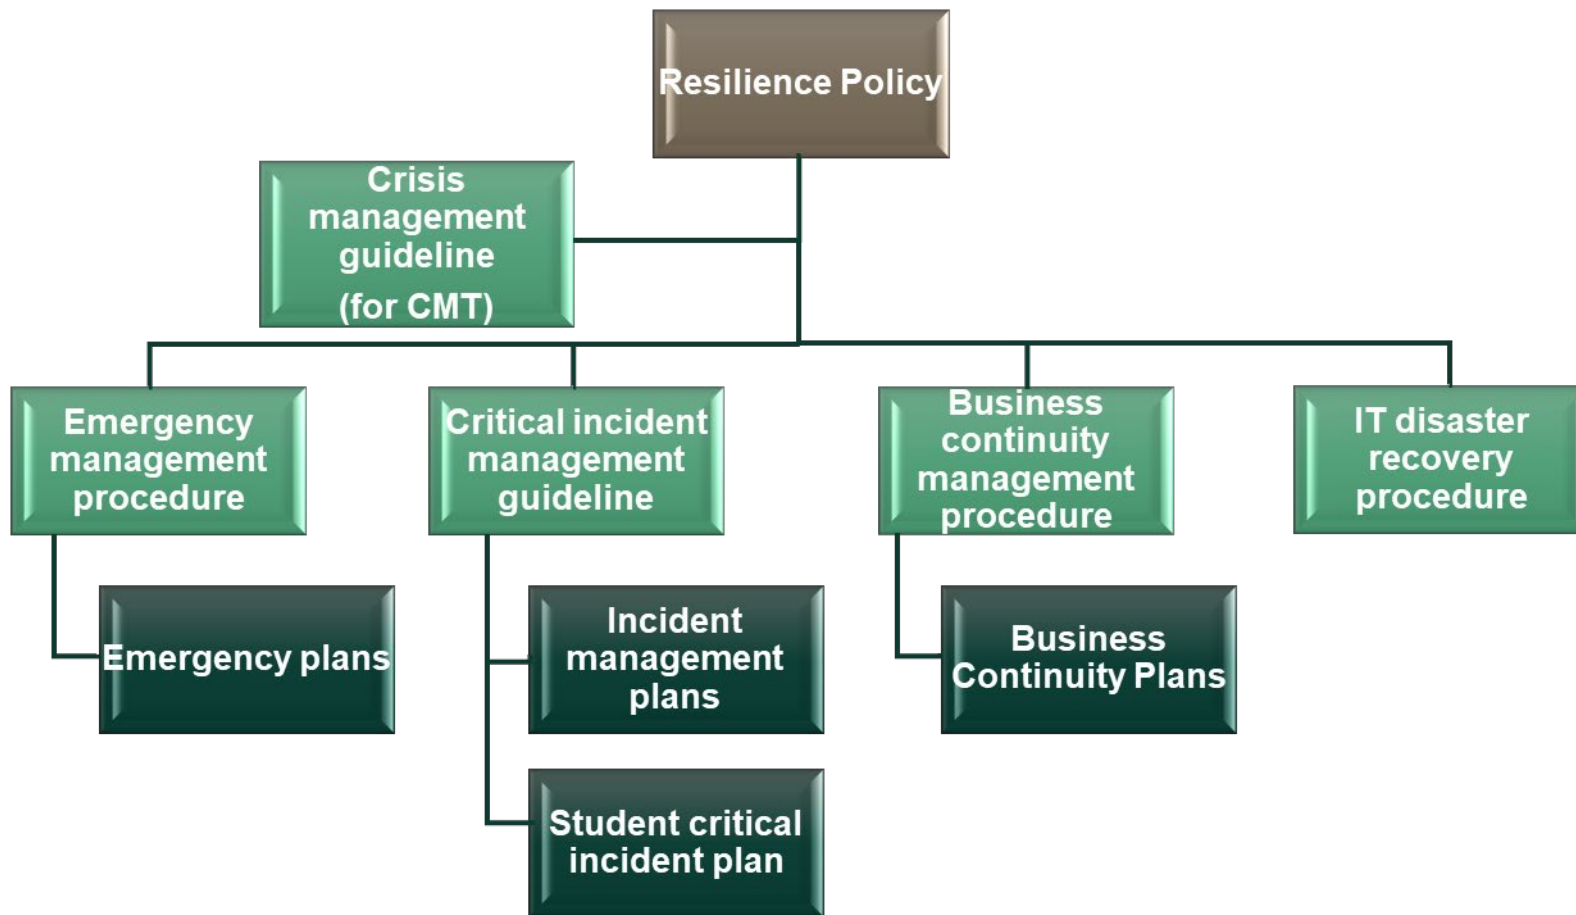 Resilience Policy
Crisis
management
guideline
(for CMT)
Emergency
management
procedure
Critical incident
management
guideline
Business
continuity
management
procedure
IT disaster
recovery
procedure
Emergency plans
Incident
management
plans
Business
Continuity Plans
Student critical
incident plan